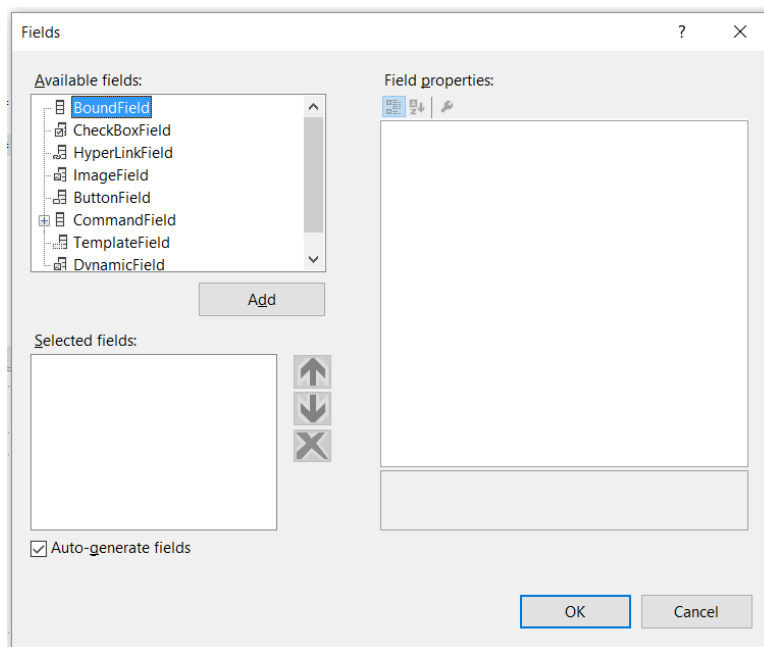 Fields
?
Available fields:
BoundField
CheckBoxField
HyperLinkField
ImageField
ButtonField
CommandField
TemplateField
DynamicField
Add
Selected fields:
Auto-generate fields
Field properties:
OK
Cancel